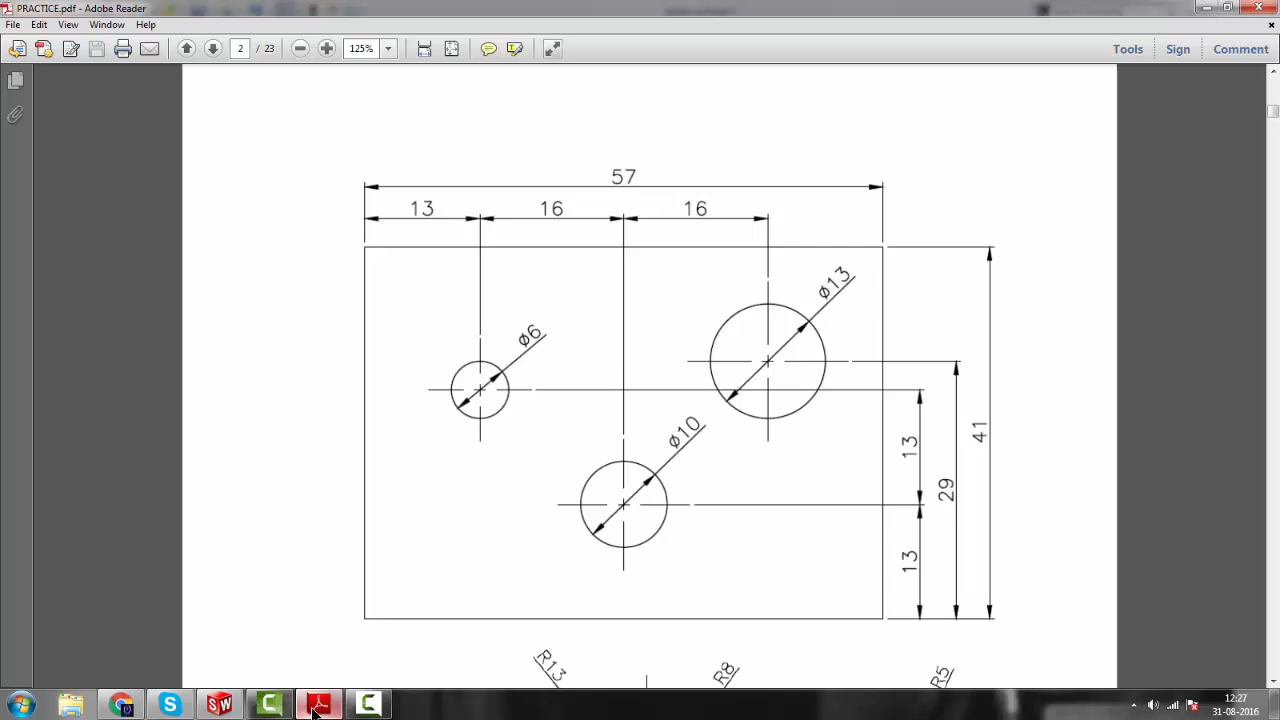 PRACTICE.pdf - Adobe Reader
File Edit View Window Help
2 / 23 125% Tools Sign Comment
57
13 16 16
ø13
ø6
ø10
13
41
29
13
R13 R8 R5
12:27
31-08-2016